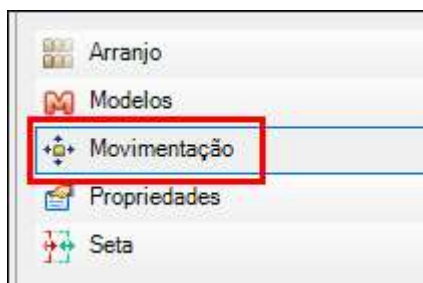 Arranjo
Modelos
Movimentação
Propriedades
Seta